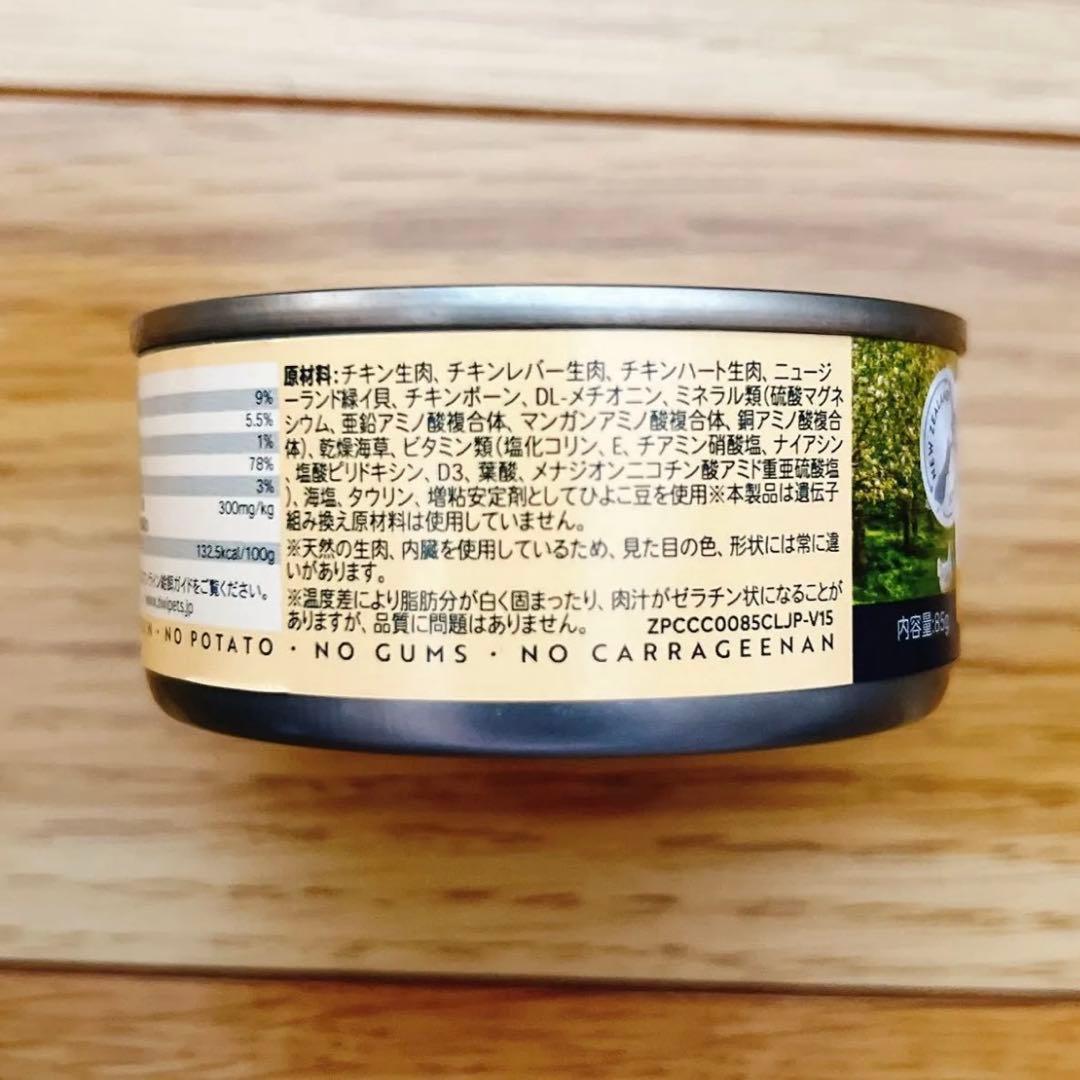 9%
5.5%
1%
78%
3%
300mg/kg
132.5kcal/100g
ガイドをご覧ください。
www.ziwipets.jp
原材料:チキン生肉、チキンレバー生肉、チキンハート生肉、ニュージ
ーランド緑イ貝、チキンボーン、DL-メチオニン、ミネラル類(硫酸マグネ
シウム、亜鉛アミノ酸複合体、マンガンアミノ酸複合体、銅アミノ酸複合
体)、乾燥海草、ビタミン類(塩化コリン、E、チアミン硝酸塩、ナイアシン
、塩酸ピリドキシン、D3、葉酸、メナジオンニコチン酸アミド重亜硫酸塩
)、海塩、タウリン、増粘安定剤としてひよこ豆を使用※本製品は遺伝子
組み換え原材料は使用していません。
※天然の生肉、内臓を使用しているため、見た目の色、形状には常に違
いがあります。
※温度差により脂肪分が白く固まったり、肉汁がゼラチン状になることが
ありますが、品質に問題はありません。 ZPCCC0085CLJP-V15
· NO POTATO · NO GUMS · NO CARRAGEENAN
NEW ZEALAND
内容量:85g